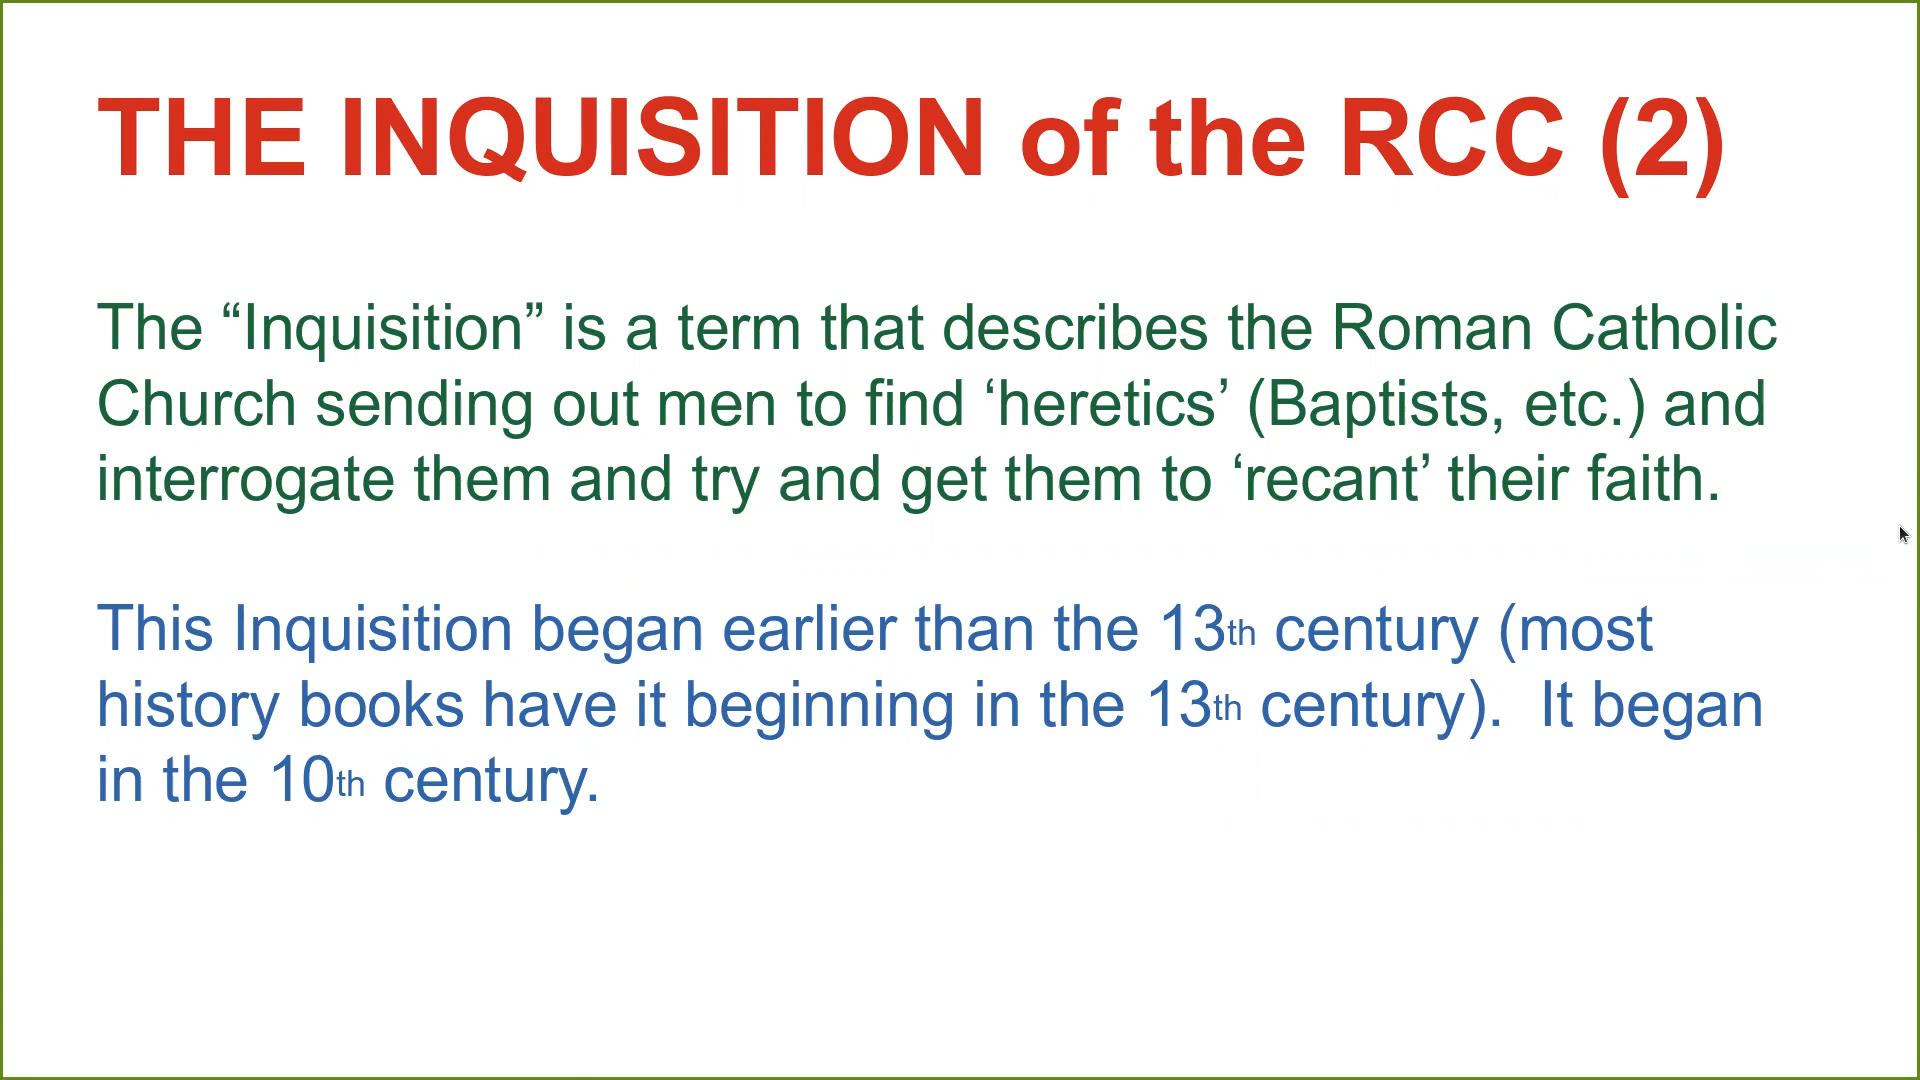 THE INQUISITION of the RCC (2)
The “Inquisition” is a term that describes the Roman Catholic
Church sending out men to find ‘heretics’ (Baptists, etc.) and
interrogate them and try and get them to ‘recant’ their faith.
This Inquisition began earlier than the 13th century (most
history books have it beginning in the 13th century).  It began
in the 10th century.